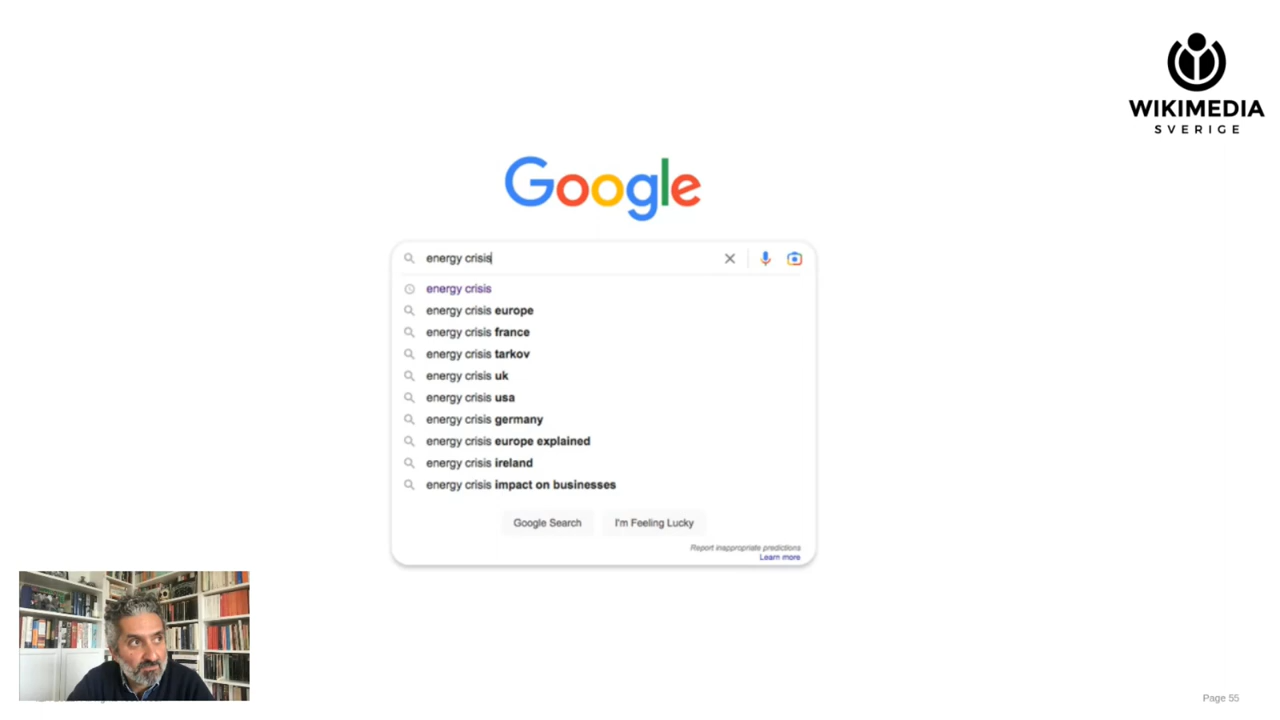 WIKIMEDIA
SVERIGE
Google
energy crisis
energy crisis
energy crisis europe
energy crisis france
energy crisis tarkov
energy crisis uk
energy crisis usa
energy crisis germany
energy crisis europe explained
energy crisis ireland
energy crisis impact on businesses
Google Search
I'm Feeling Lucky
Report inappropriate predictions
Learn more
Page 55